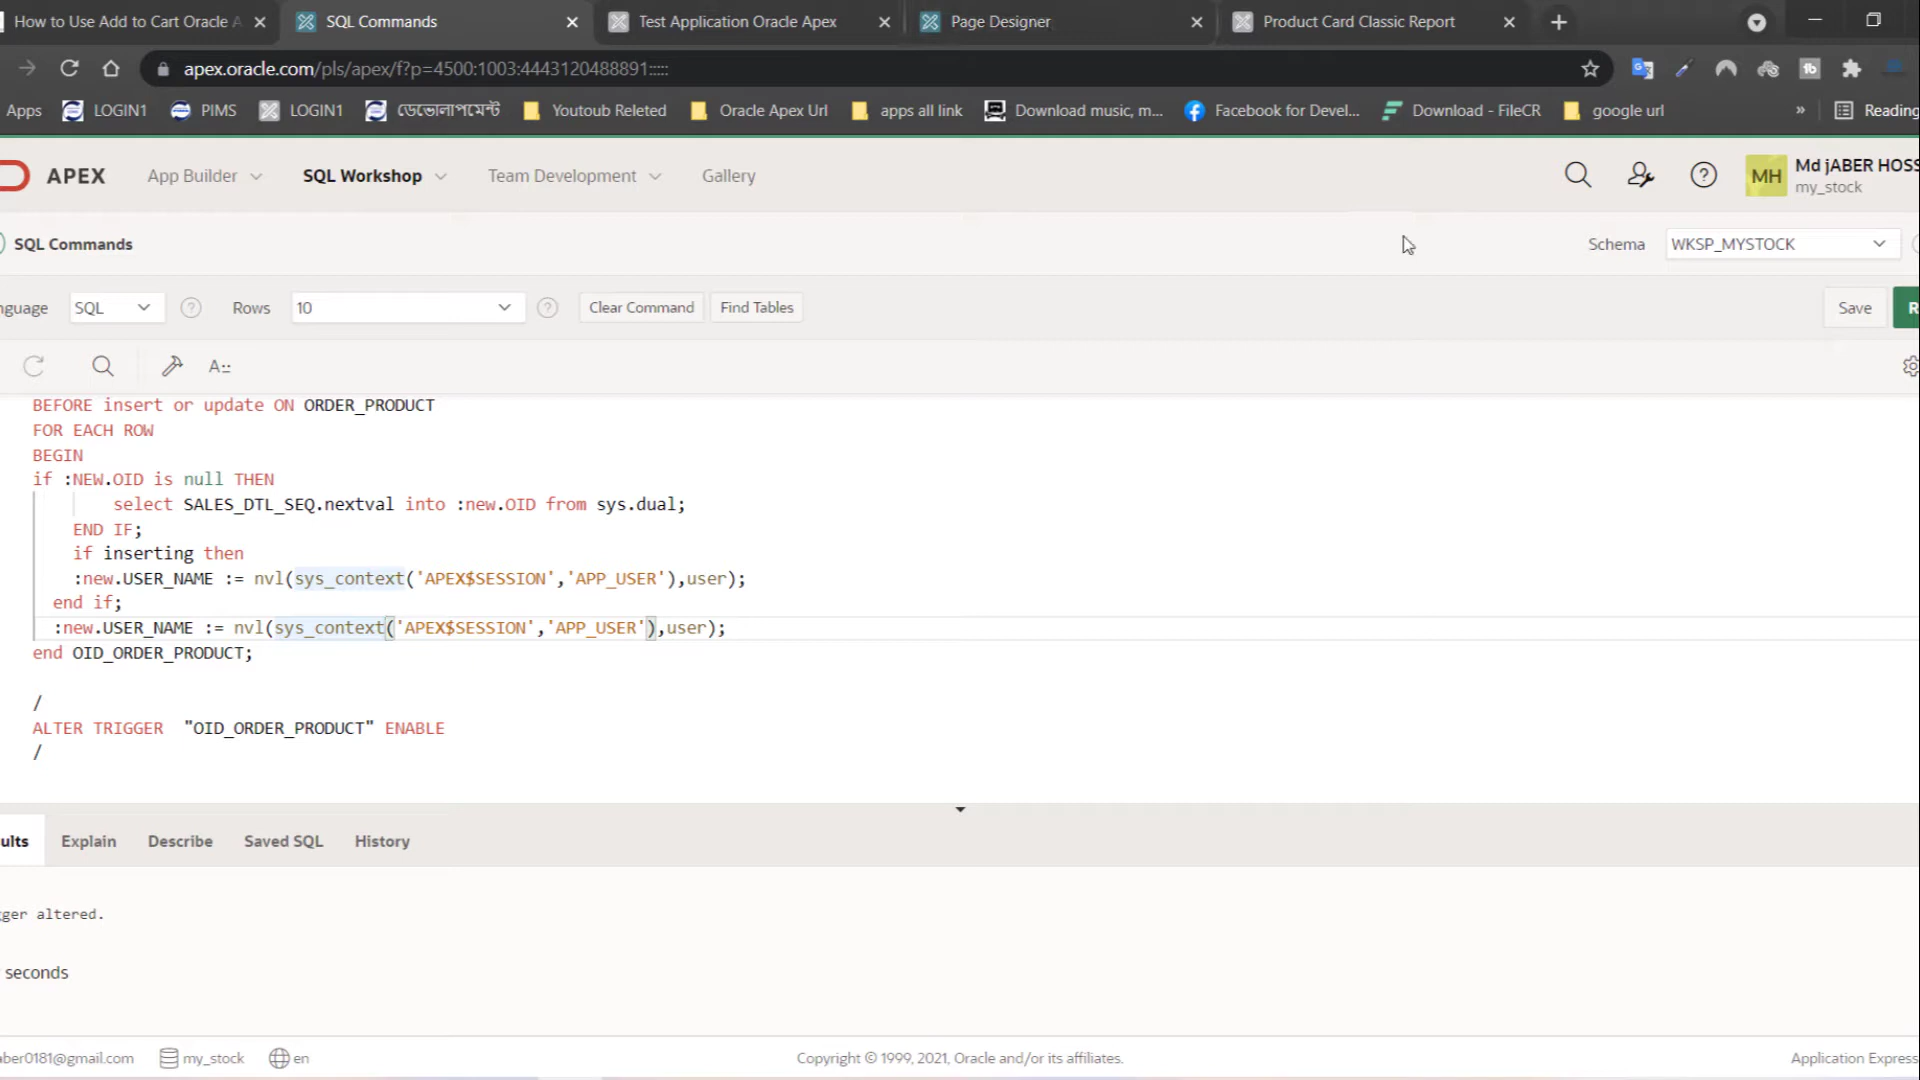 How to Use Add to Cart Oracle A
SQL Commands
Test Application Oracle Apex
Page Designer
Product Card Classic Report
apex.oracle.com/pls/apex/f?p=4500:1003:4443120488891:::::
Apps
LOGIN1
PIMS
LOGIN1
ডেভোলাপমেন্ট
Youtoub Releted
Oracle Apex Url
apps all link
Download music, m...
Facebook for Devel...
Download - FileCR
google url
»
Reading
APEX
App Builder
SQL Workshop
Team Development
Gallery
MH
Md jABER HOSS
my_stock
SQL Commands
Schema
WKSP_MYSTOCK
nguage
SQL
Rows
10
Clear Command
Find Tables
Save
R
A::
BEFORE insert or update ON ORDER_PRODUCT
FOR EACH ROW
BEGIN
if :NEW.OID is null THEN
select SALES_DTL_SEQ.nextval into :new.OID from sys.dual;
END IF;
if inserting then
:new.USER_NAME := nvl(sys_context('APEX$SESSION','APP_USER'),user);
end if;
:new.USER_NAME := nvl(sys_context('APEX$SESSION','APP_USER'),user);
end OID_ORDER_PRODUCT;
/
ALTER TRIGGER "OID_ORDER_PRODUCT" ENABLE
/
ults
Explain
Describe
Saved SQL
History
gger altered.
seconds
aber0181@gmail.com
my_stock
en
Copyright © 1999, 2021, Oracle and/or its affiliates.
Application Express